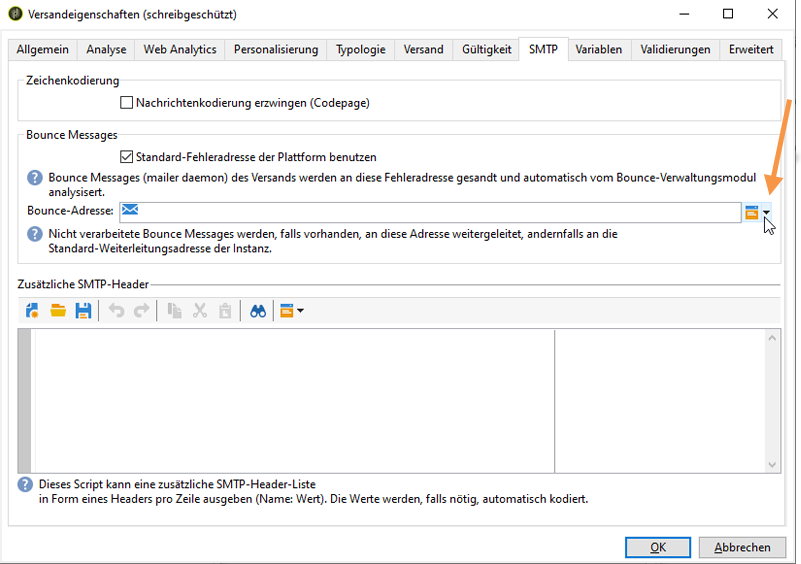 Versandeigenschaften (schreibgeschützt)
Allgemein Analyse Web Analytics Personalisierung Typologie Versand Gültigkeit SMTP Variablen Validierungen Erweitert
Zeichenkodierung
Nachrichtenkodierung erzwingen (Codepage)
Bounce Messages
Standard-Fehleradresse der Plattform benutzen
Bounce Messages (mailer daemon) des Versands werden an diese Fehleradresse gesandt und automatisch vom Bounce-Verwaltungsmodul
analysiert.
Bounce-Adresse:
Nicht verarbeitete Bounce Messages werden, falls vorhanden, an diese Adresse weitergeleitet, andernfalls an die
Standard-Weiterleitungsadresse der Instanz.
Zusätzliche SMTP-Header
Dieses Script kann eine zusätzliche SMTP-Header-Liste
in Form eines Headers pro Zeile ausgeben (Name: Wert). Die Werte werden, falls nötig, automatisch kodiert.
OK Abbrechen